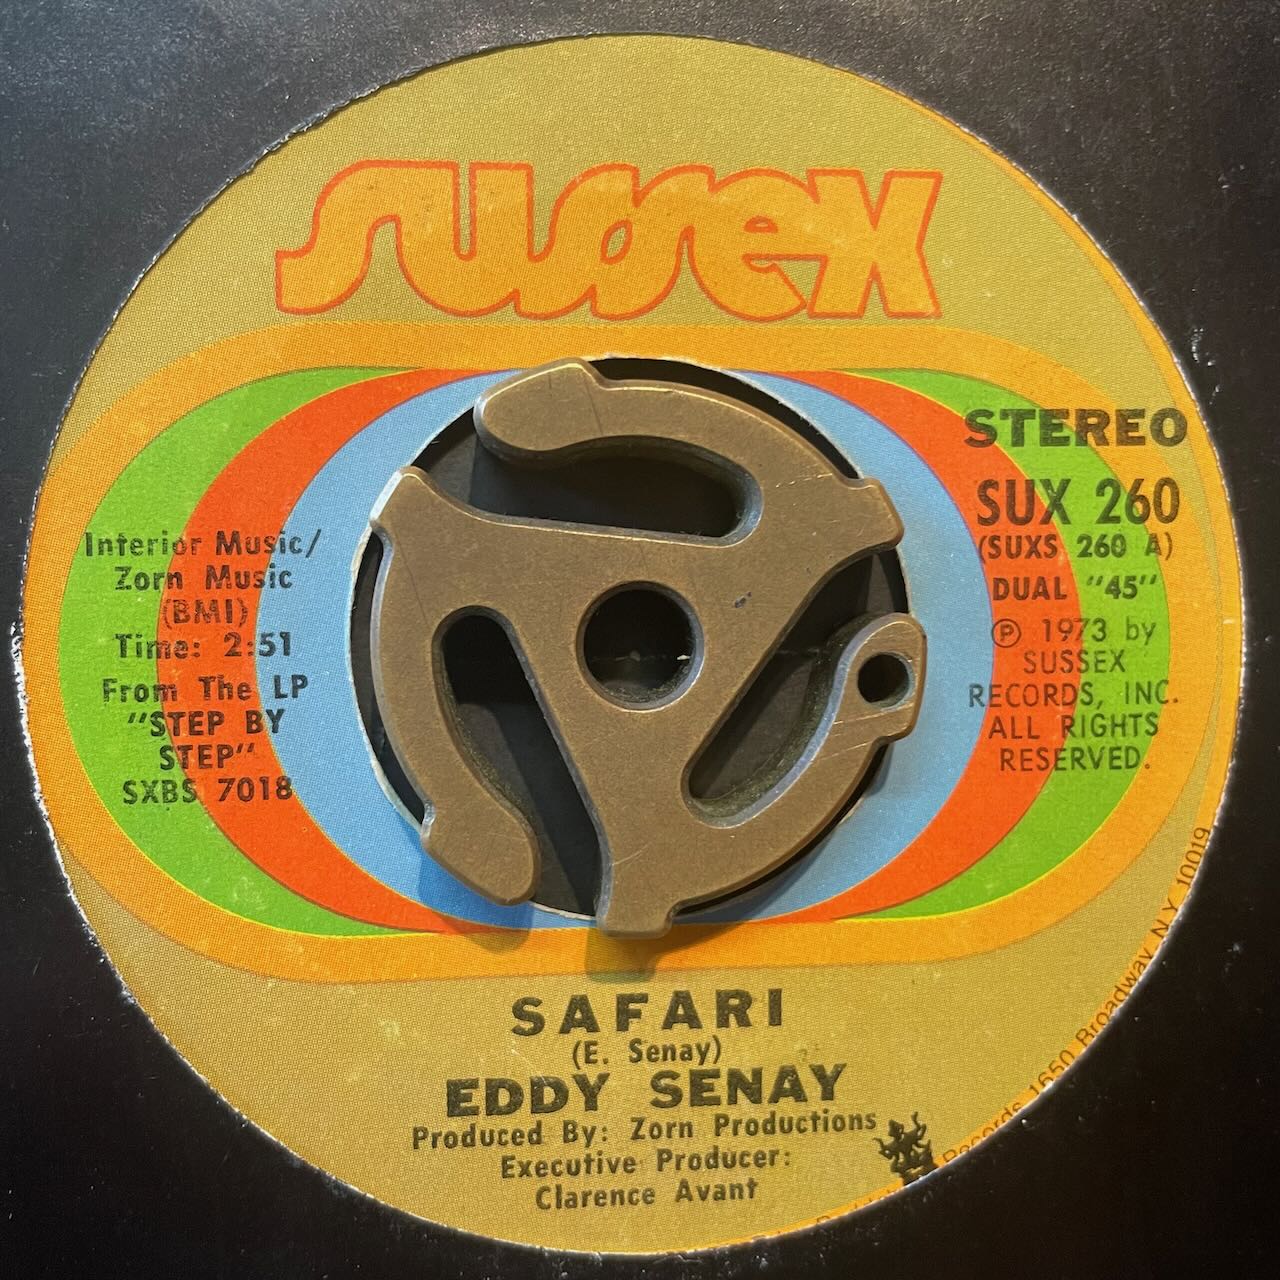 sussex
STEREO
SUX 260
(SUXS 260 A)
DUAL "45"
Ⓟ 1973 by
SUSSEX
RECORDS, INC.
ALL RIGHTS
RESERVED.
Interior Music/
Zorn Music
(BMI)
Time: 2:51
From The LP
"STEP BY
STEP"
SXBS 7018
SAFARI
(E. Senay)
EDDY SENAY
Produced By: Zorn Productions
Executive Producer:
Clarence Avant
Records 1650 Broadway N.Y. 10019